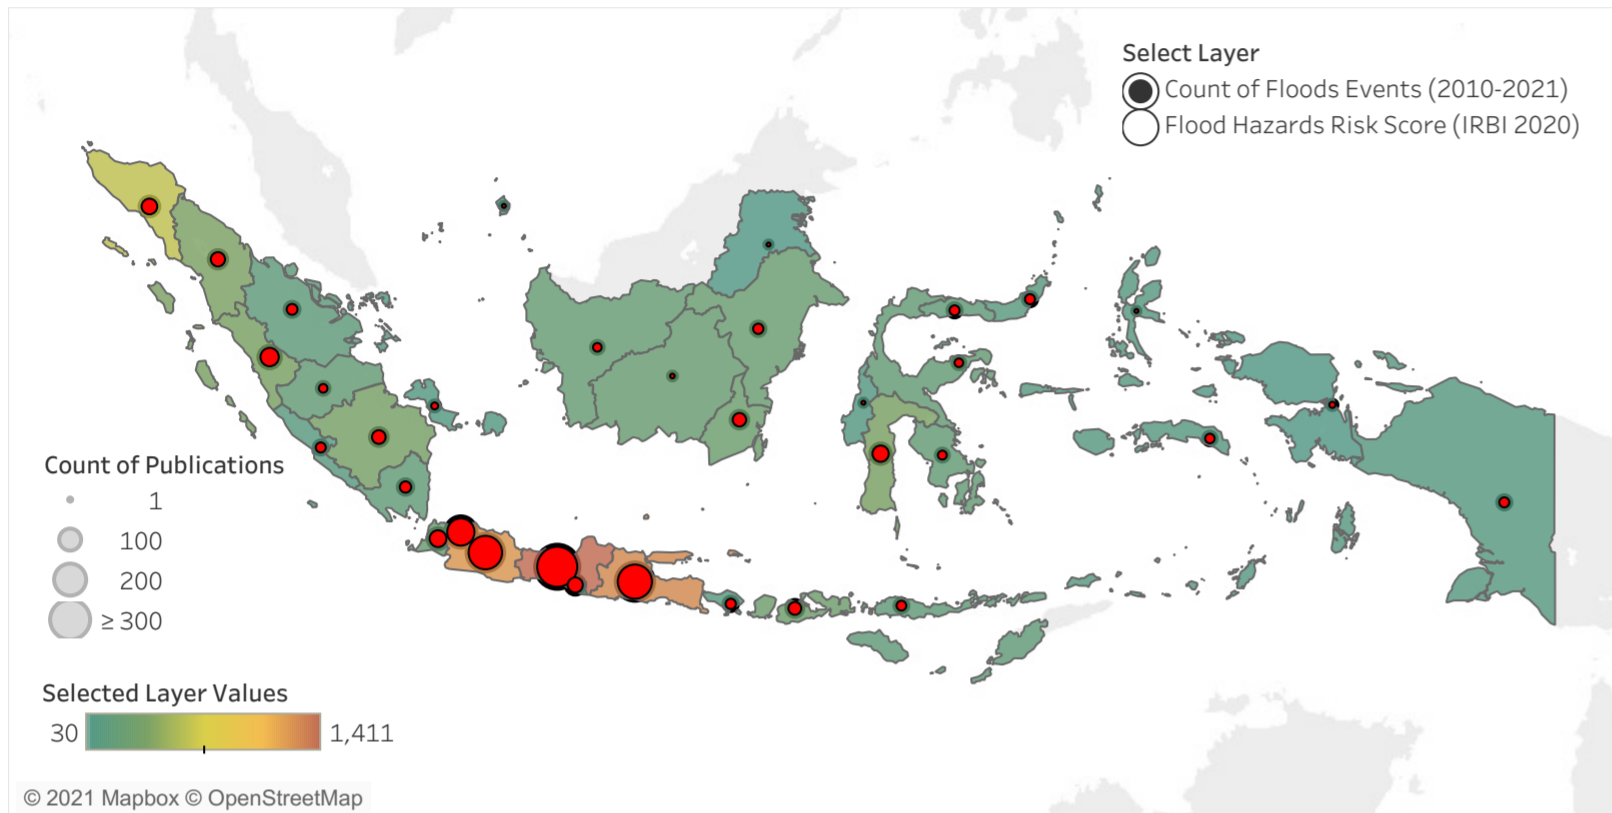 Select Layer
Count of Floods Events (2010-2021)
Flood Hazards Risk Score (IRBI 2020)
Count of Publications
1
100
200
≥ 300
Selected Layer Values
30 1,411
© 2021 Mapbox © OpenStreetMap